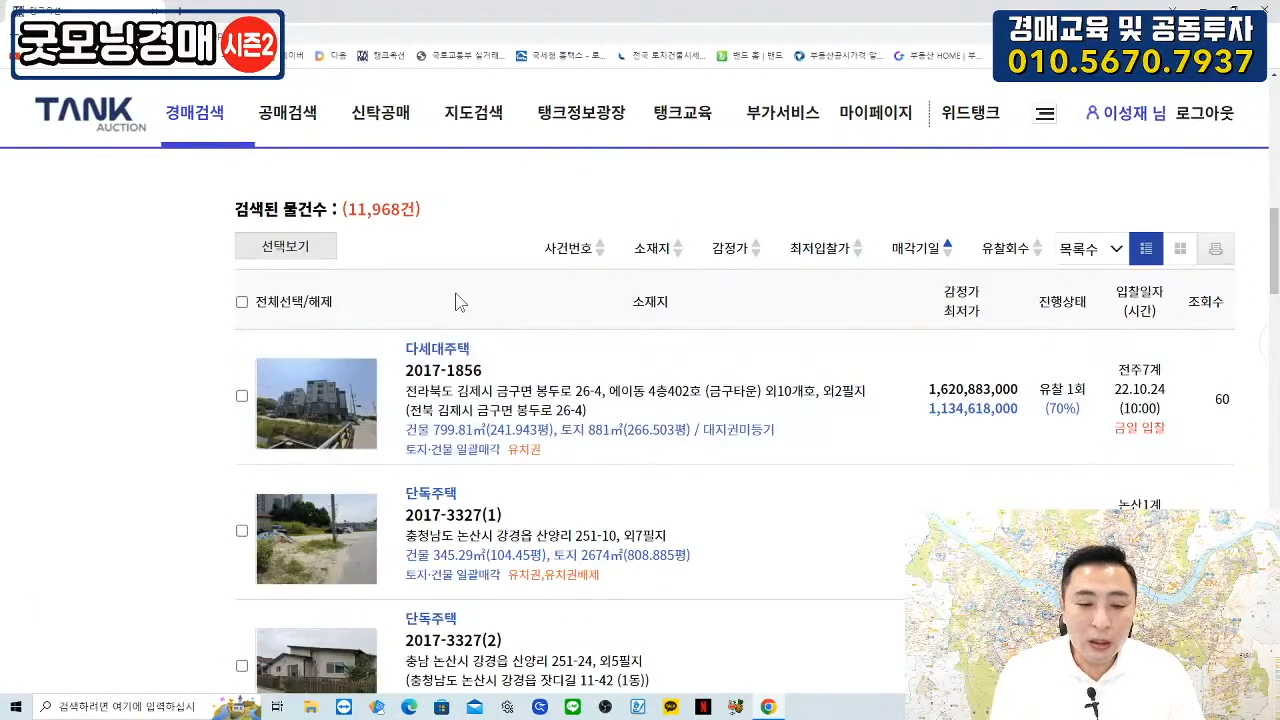 굿모닝경매 시즌2
경매교육 및 공동투자
010.5670.7937
다음
탱크옥션
TANK
AUCTION
경매검색
공매검색
신탁공매
지도검색
탱크정보광장
탱크교육
부가서비스
마이페이지
위드탱크
이성재 님
로그아웃
검색된 물건수 : (11,968건)
선택보기
사건번호
소재지
감정가
최저입찰가
매각기일
유찰회수
목록수
전체선택/해제
소재지
감정가
최저가
진행상태
입찰일자
(시간)
조회수
다세대주택
2017-1856
전라북도 김제시 금구면 봉두로 26-4, 에이동 4층402호 (금구타운) 외10개호, 외2필지
(전북 김제시 금구면 봉두로 26-4)
건물 799.81㎡(241.943평), 토지 881㎡(266.503평) / 대지권미등기
토지·건물 일괄매각 유치권
1,620,883,000
1,134,618,000
유찰 1회
(70%)
전주7계
22.10.24
(10:00)
금일 입찰
60
단독주택
2017-3327(1)
충청남도 논산시 강경읍 산양리 251-10, 외7필지
건물 345.29㎡(104.45평), 토지 2674㎡(808.885평)
토지·건물 일괄매각 유치권,유치권배제
논산1계
단독주택
2017-3327(2)
충남 논산시 강경읍 산양리 251-24, 외5필지
(충청남도 논산시 강경읍 잣디길 11-42 (1동))
검색하려면 여기에 입력하십시